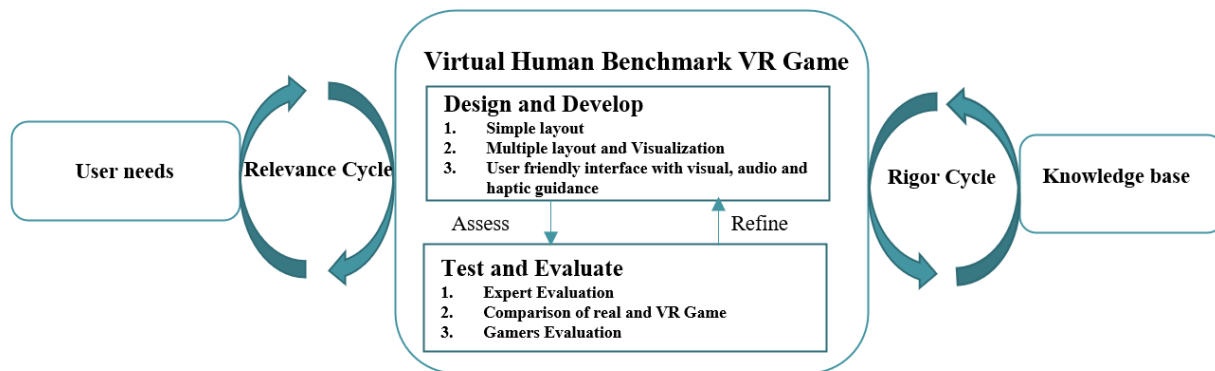 Virtual Human Benchmark VR Game
Design and Develop
1. Simple layout
2. Multiple layout and Visualization
3. User friendly interface with visual, audio and
haptic guidance
User needs
Relevance Cycle
Rigor Cycle
Knowledge base
Assess
Refine
Test and Evaluate
1. Expert Evaluation
2. Comparison of real and VR Game
3. Gamers Evaluation